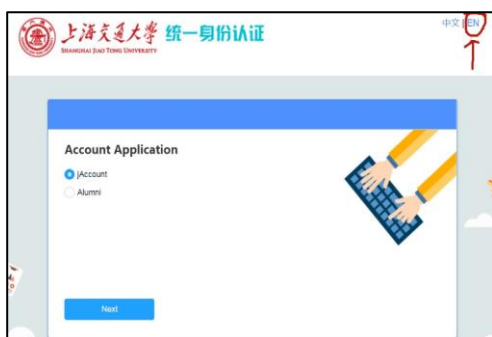 上海交通大学 统一身份认证
SHANGHAI JIAO TONG UNIVERSITY
中文 | EN
Account Application
jAccount
Alumni
Next